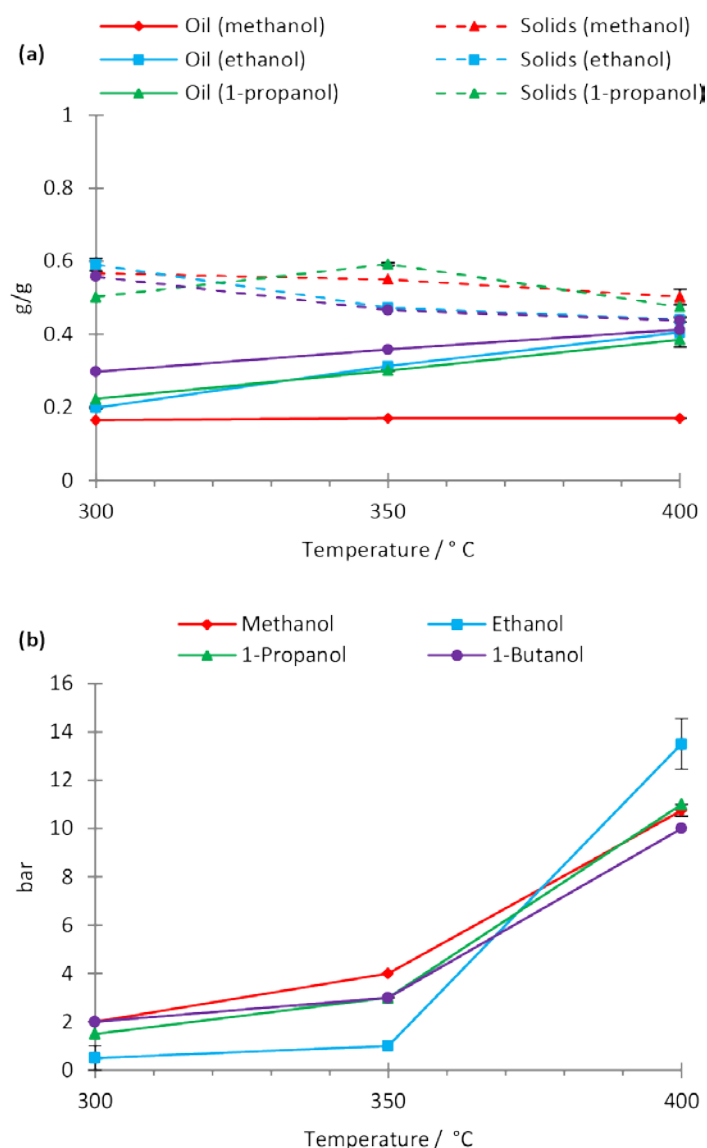 Oil (methanol) Solids (methanol)
(a) Oil (ethanol) Solids (ethanol)
Oil (1-propanol) Solids (1-propanol)
1
0.8
0.6
g/g
0.4
0.2
0
300 350 400
Temperature / ° C
(b) Methanol Ethanol
1-Propanol 1-Butanol
16
14
12
10
bar
8
6
4
2
0
300 350 400
Temperature / °C